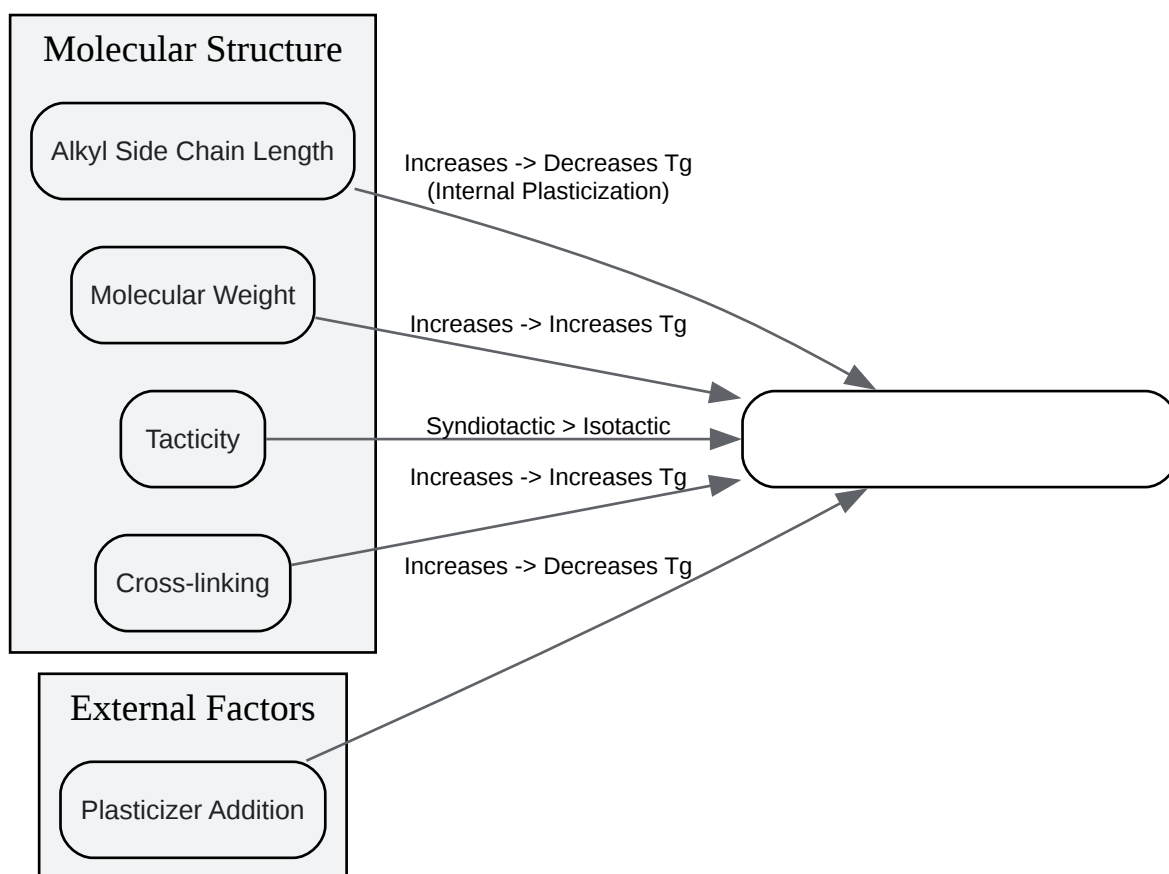 Molecular Structure
Alkyl Side Chain Length
Increases -> Decreases Tg
(Internal Plasticization)
Molecular Weight
Increases -> Increases Tg
Tacticity
Syndiotactic > Isotactic
Increases -> Increases Tg
Cross-linking
Increases -> Decreases Tg
External Factors
Plasticizer Addition